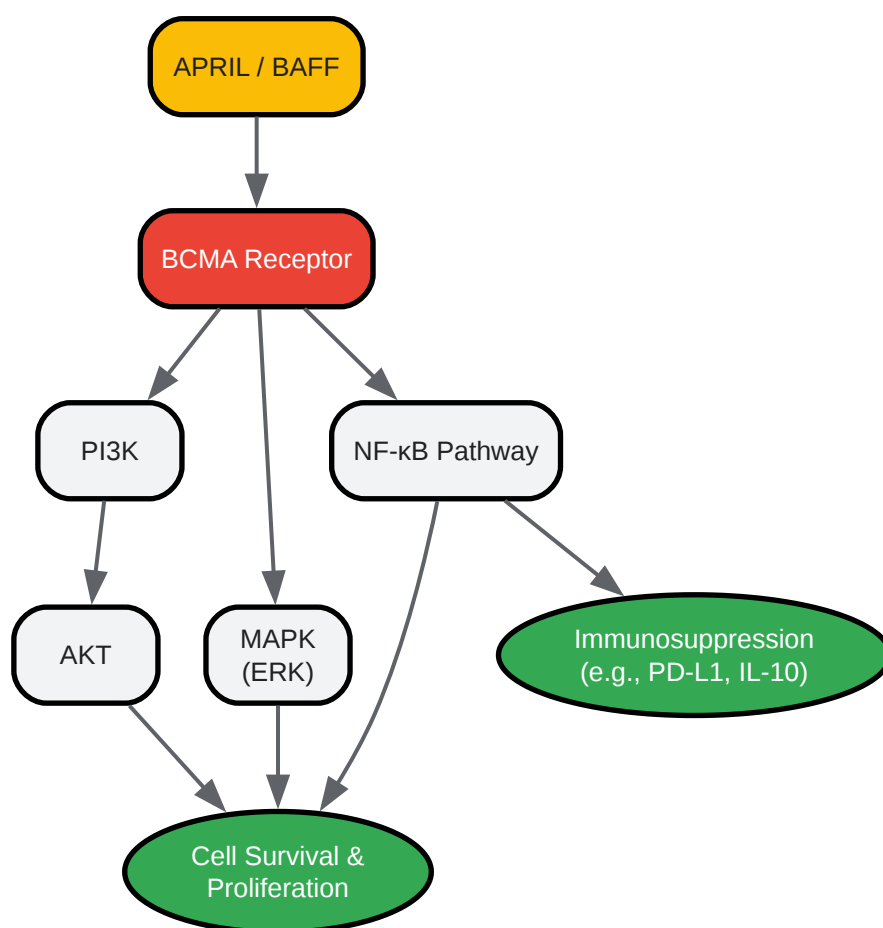 APRIL / BAFF
BCMA Receptor
PI3K
NF-κB Pathway
AKT
MAPK
(ERK)
Immunosuppression
(e.g., PD-L1, IL-10)
Cell Survival &
Proliferation